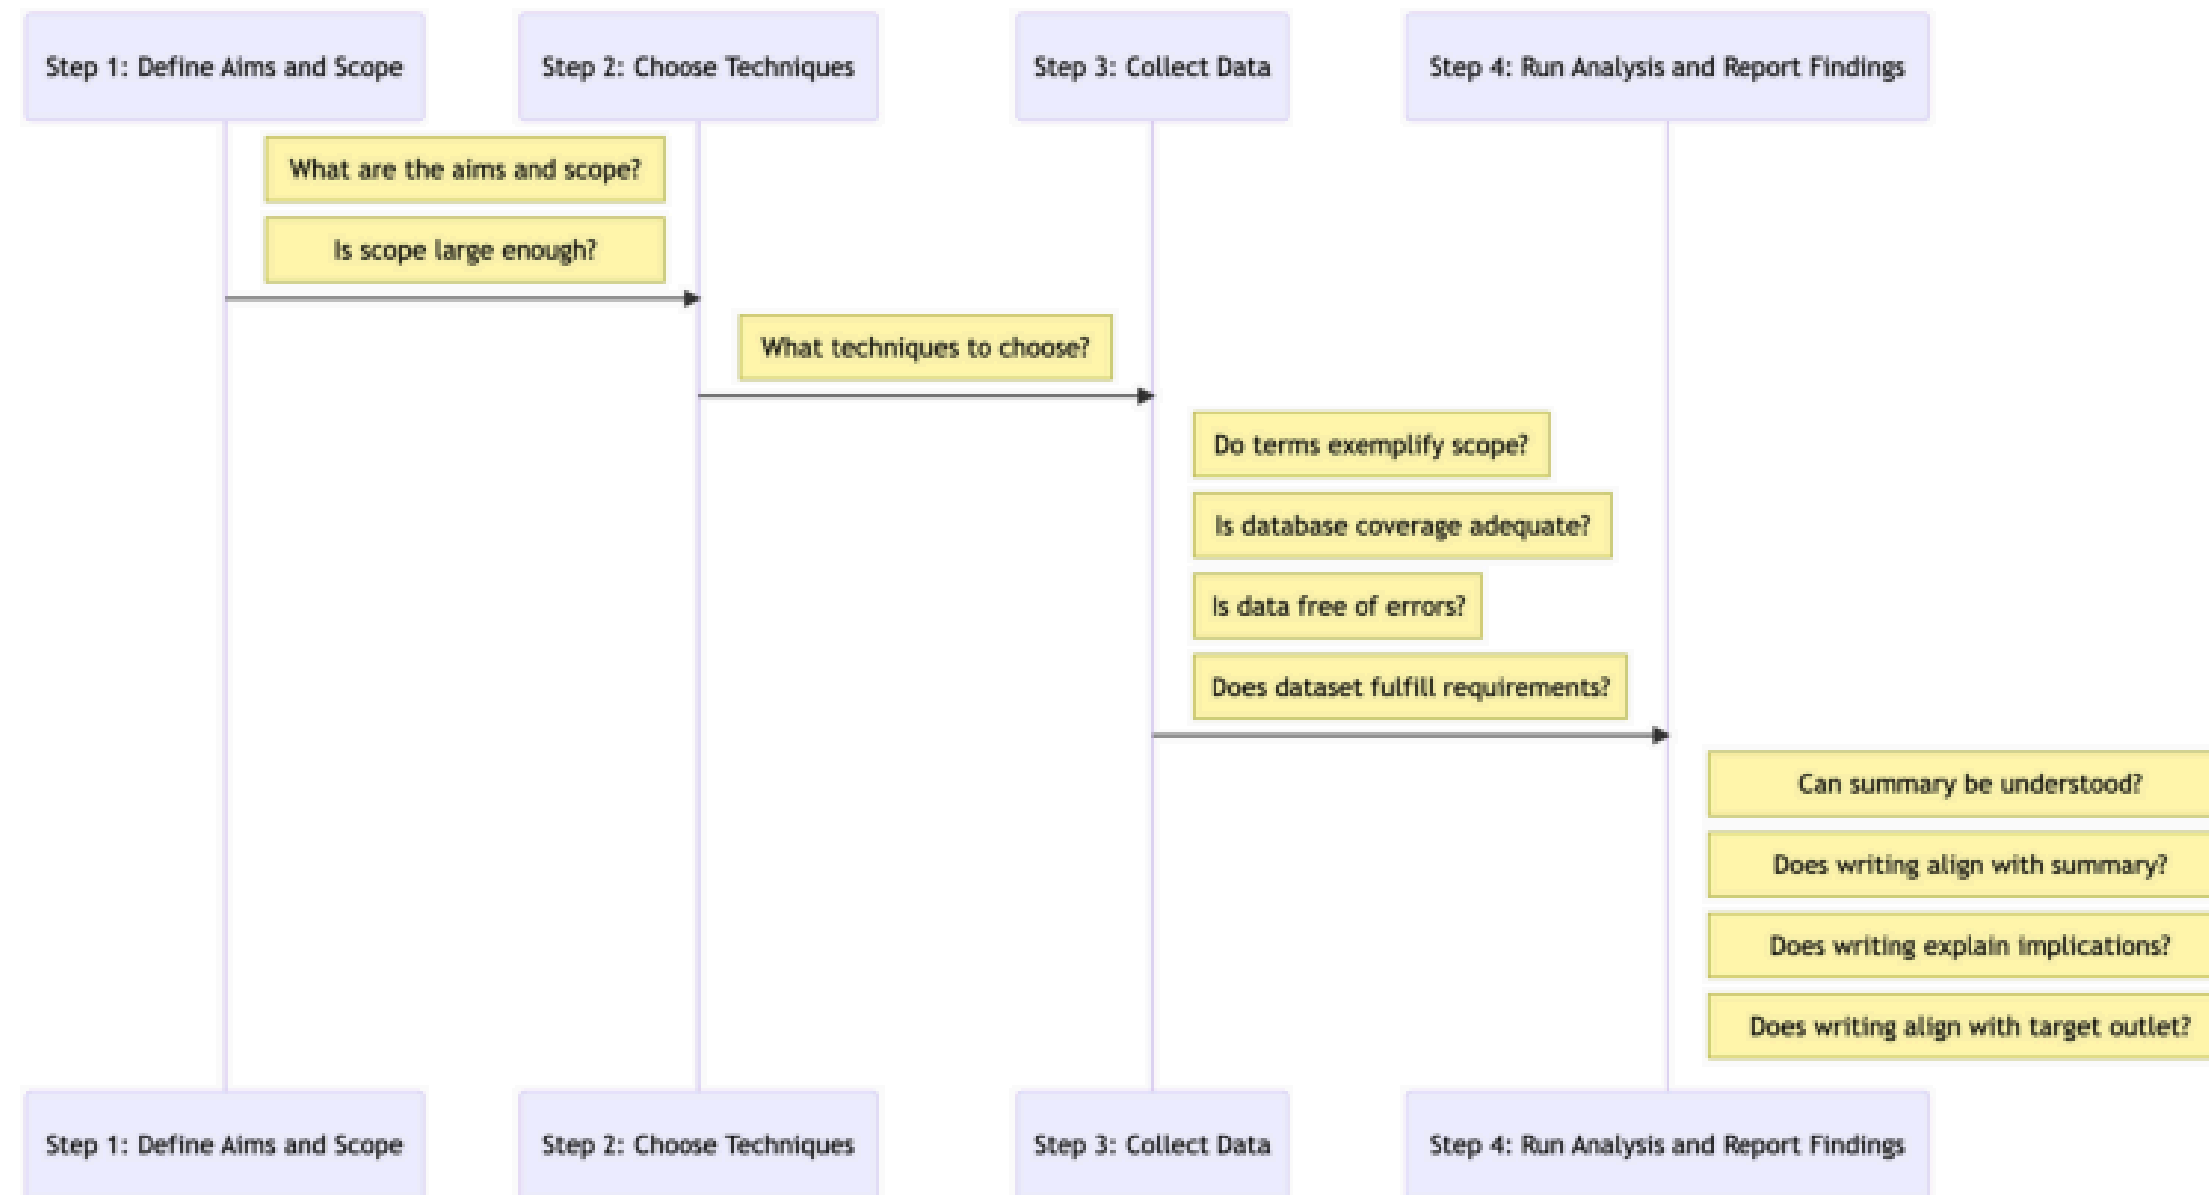 Step 1: Define Aims and Scope
Step 2: Choose Techniques
Step 3: Collect Data
Step 4: Run Analysis and Report Findings
What are the aims and scope?
Is scope large enough?
What techniques to choose?
Do terms exemplify scope?
Is database coverage adequate?
Is data free of errors?
Does dataset fulfill requirements?
Can summary be understood?
Does writing align with summary?
Does writing explain implications?
Does writing align with target outlet?
Step 1: Define Aims and Scope
Step 2: Choose Techniques
Step 3: Collect Data
Step 4: Run Analysis and Report Findings